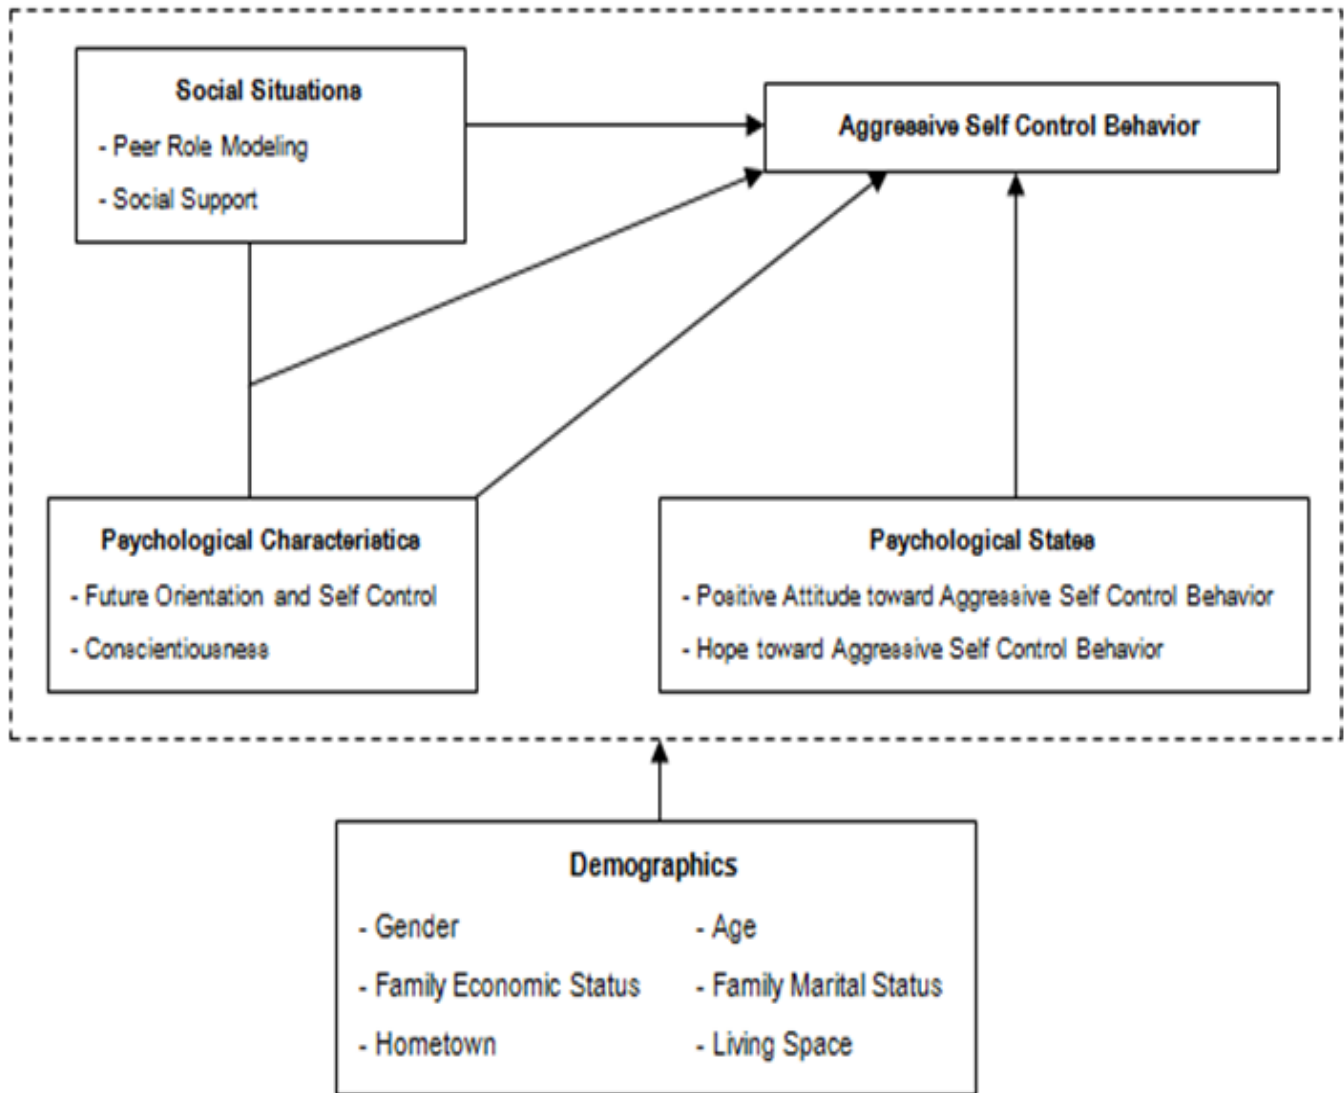 Social Situations
- Peer Role Modeling
- Social Support
Aggressive Self Control Behavior
Psychological Characteristics
- Future Orientation and Self Control
- Conscientiousness
Psychological States
- Positive Attitude toward Aggressive Self Control Behavior
- Hope toward Aggressive Self Control Behavior
Demographics
- Gender - Age
- Family Economic Status - Family Marital Status
- Hometown - Living Space